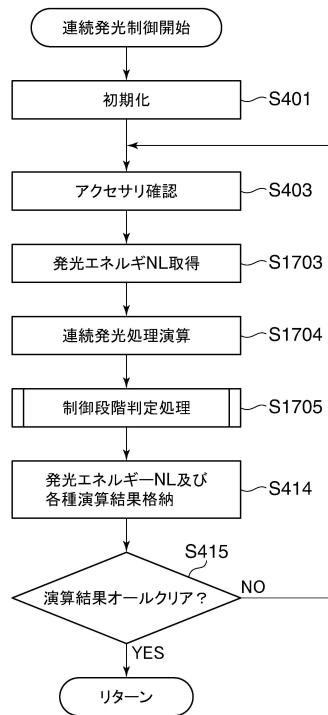 連続発光制御開始
初期化
S401
アクセサリ確認
S403
発光エネルギNL取得
S1703
連続発光処理演算
S1704
制御段階判定処理
S1705
発光エネルギーNL及び
各種演算結果格納
S414
S415
演算結果オールクリア？
NO
YES
リターン